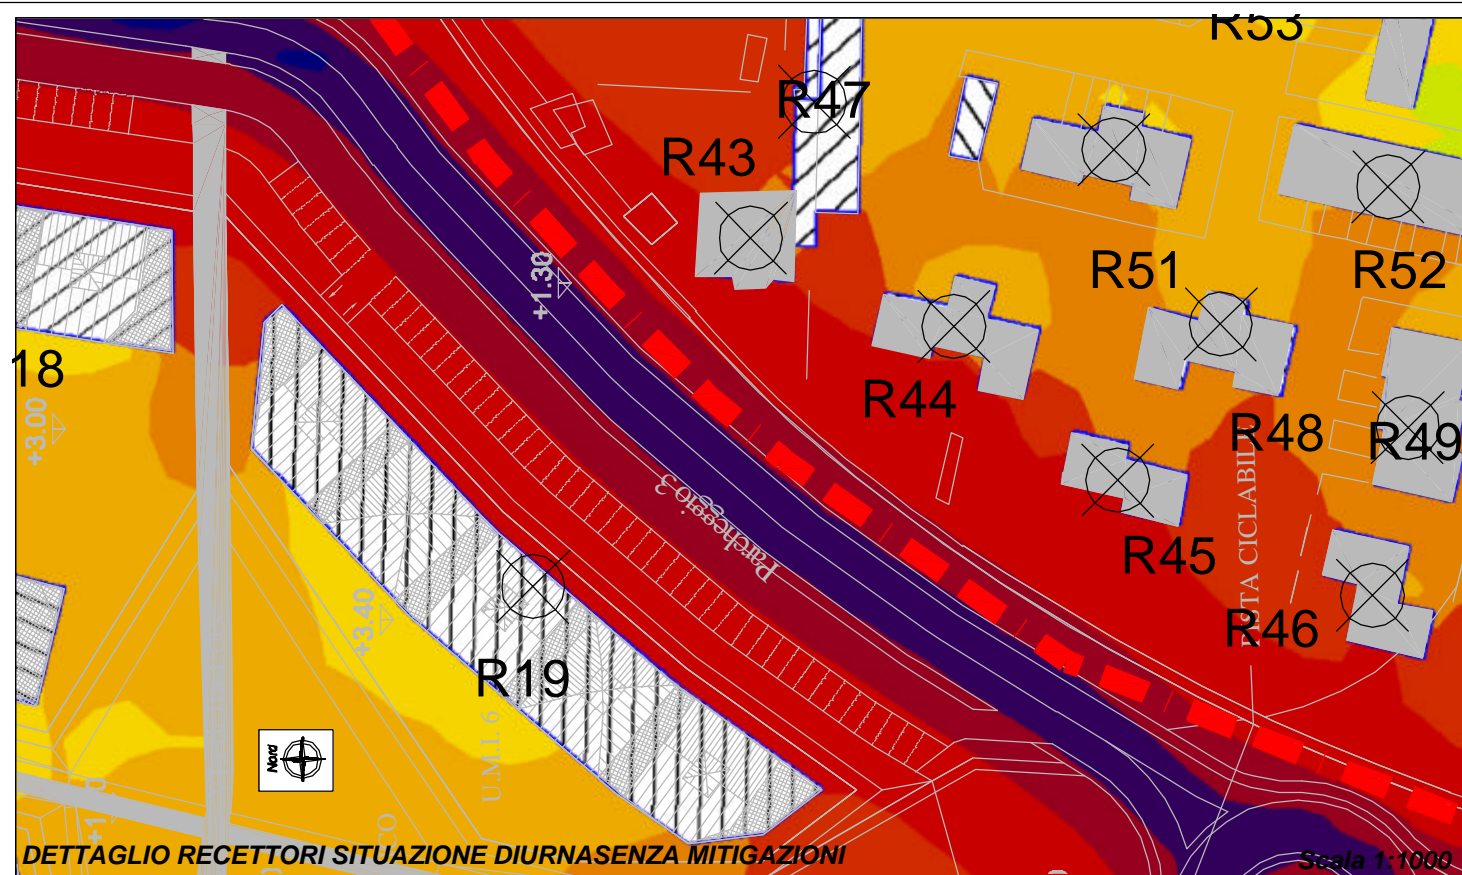 R53
R47
R43
R51
R52
+1.30
18
+3.00
R44
R48
R49
Parcheggio 3
PISTA CICLABILE
R45
+3.40
R46
R19
U.M.I. 6
Nord
DETTAGLIO RECETTORI SITUAZIONE DIURNASENZA MITIGAZIONI
Scala 1:1000